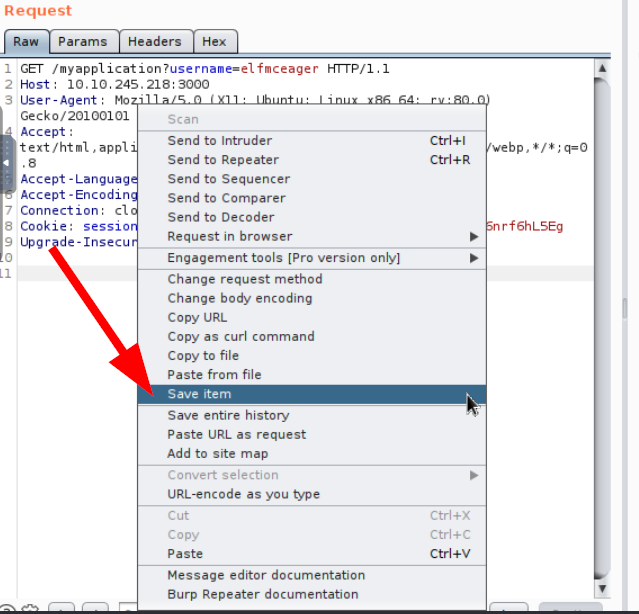 Request
Raw Params Headers Hex
1 GET /myapplication?username=elfmceager HTTP/1.1
2 Host: 10.10.245.218:3000
3 User-Agent: Mozilla/5.0 (X11; Ubuntu; Linux x86_64; rv:80.0)
Gecko/20100101
4 Accept:
text/html,appli /webp,*/*;q=0
.8
Accept-Language
6 Accept-Encoding
7 Connection: clo
8 Cookie: session 6nrf6hL5Eg
9 Upgrade-Insecur
10
11
Scan
Send to Intruder Ctrl+I
Send to Repeater Ctrl+R
Send to Sequencer
Send to Comparer
Send to Decoder
Request in browser
Engagement tools [Pro version only]
Change request method
Change body encoding
Copy URL
Copy as curl command
Copy to file
Paste from file
Save item
Save entire history
Paste URL as request
Add to site map
Convert selection
URL-encode as you type
Cut Ctrl+X
Copy Ctrl+C
Paste Ctrl+V
Message editor documentation
Burp Repeater documentation